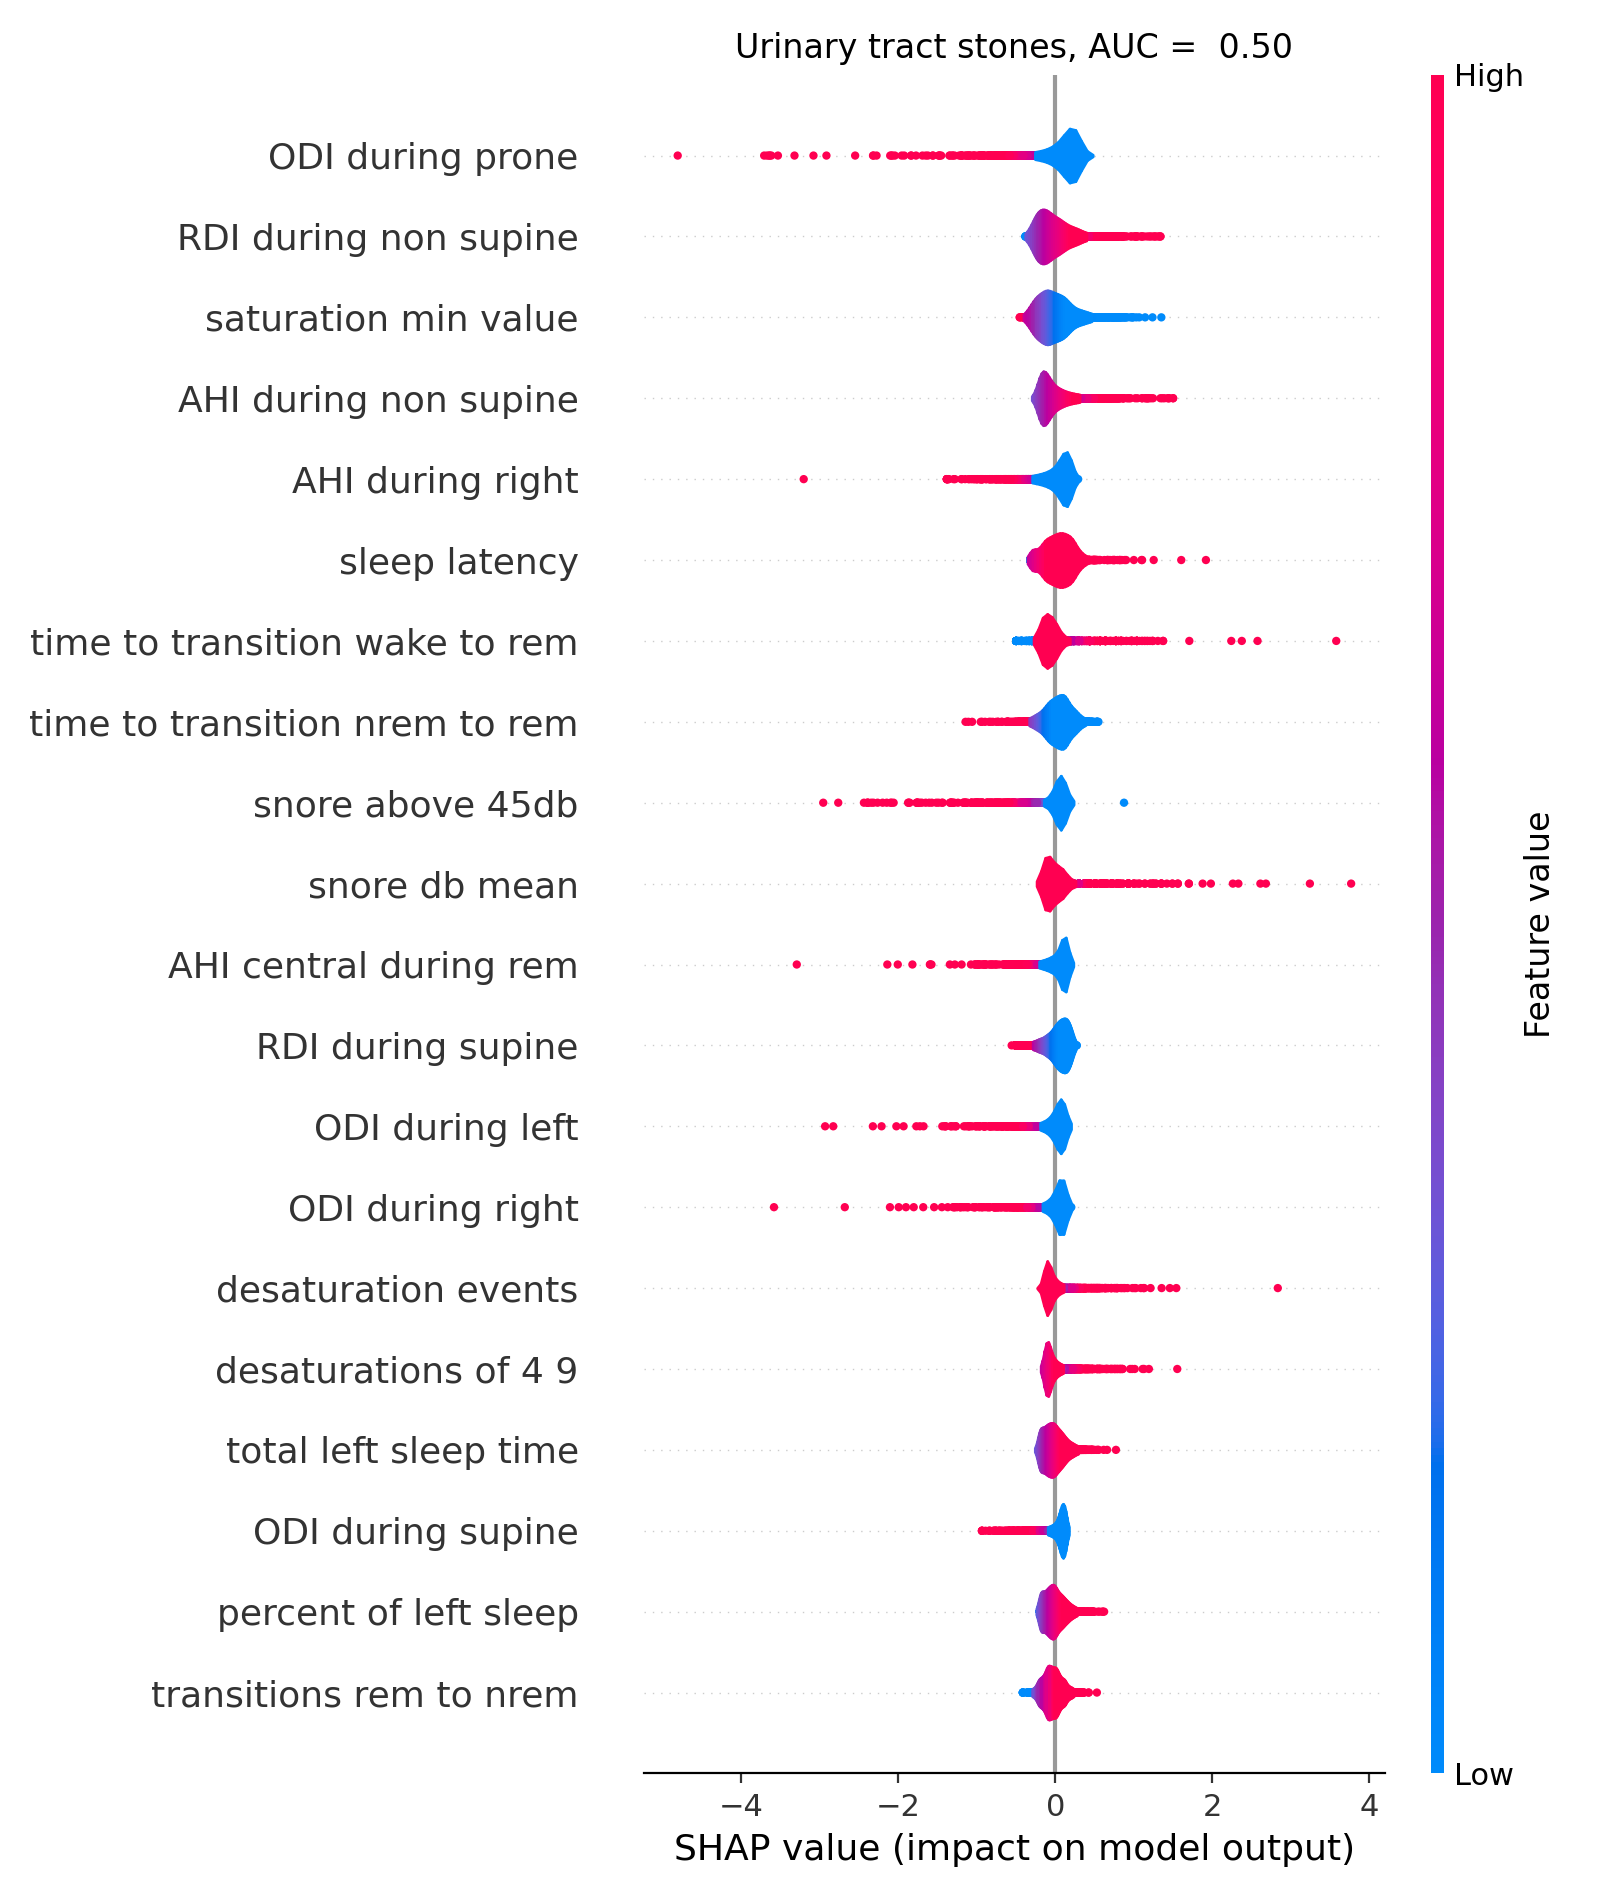 Urinary tract stones, AUC =  0.50
High
ODI during prone
RDI during non supine
saturation min value
AHI during non supine
AHI during right
sleep latency
time to transition wake to rem
time to transition nrem to rem
snore above 45db
snore db mean
AHI central during rem
RDI during supine
ODI during left
ODI during right
desaturation events
desaturations of 4 9
total left sleep time
ODI during supine
percent of left sleep
transitions rem to nrem
Feature value
Low
−4 −2 0 2 4
SHAP value (impact on model output)